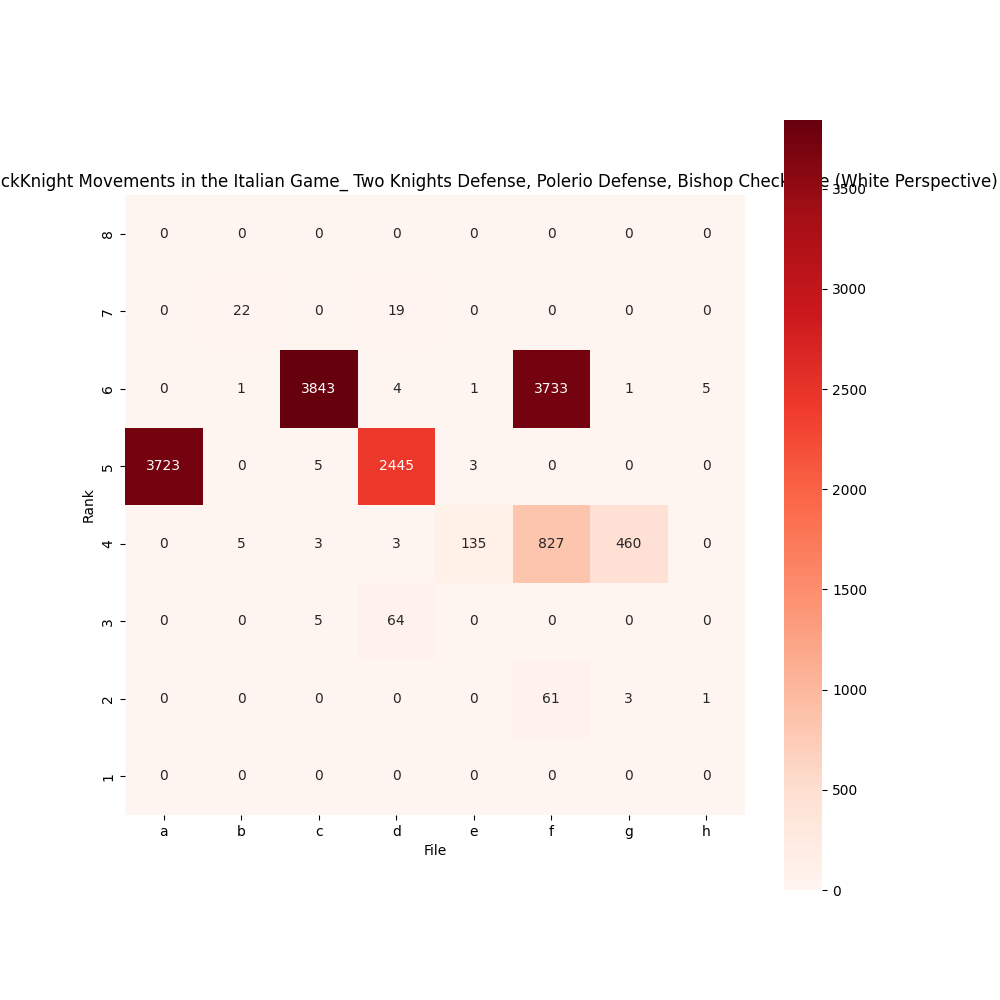 ckKnight Movements in the Italian Game_ Two Knights Defense, Polerio Defense, Bishop Check (White Perspective)
8 0 0 0 0 0 0 0 0
7 0 22 0 19 0 0 0 0
6 0 1 3843 4 1 3733 1 5
5 3723 0 5 2445 3 0 0 0
4 0 5 3 3 135 827 460 0
3 0 0 5 64 0 0 0 0
2 0 0 0 0 0 61 3 1
1 0 0 0 0 0 0 0 0
Rank
a b c d e f g h
File
3500
3000
2500
2000
1500
1000
500
0